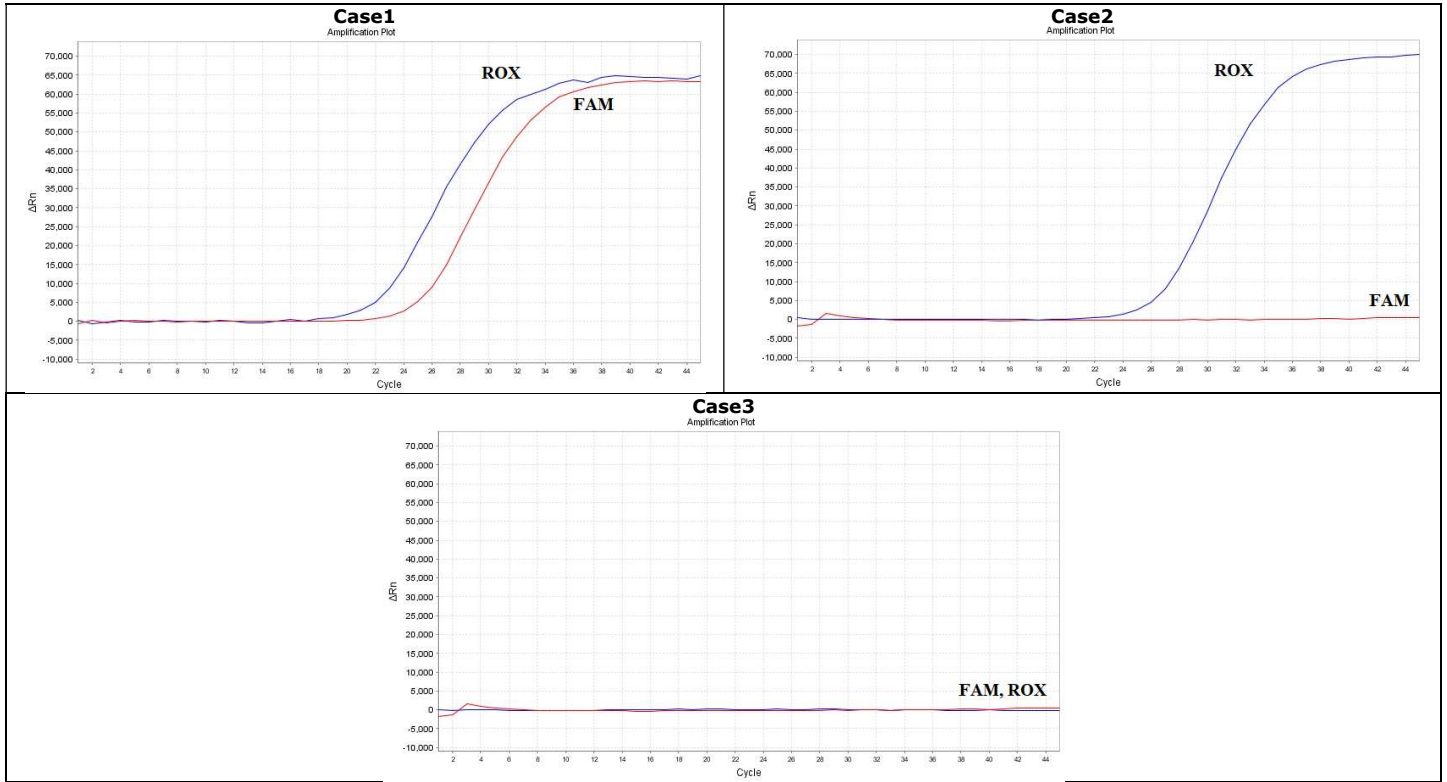 Case1
Amplification Plot
70,000
65,000
60,000
55,000
50,000
45,000
40,000
35,000
30,000
25,000
20,000
15,000
10,000
5,000
0
-5,000
-10,000
ΔRn
ROX
FAM
2 4 6 8 10 12 14 16 18 20 22 24 26 28 30 32 34 36 38 40 42 44
Cycle
Case2
Amplification Plot
70,000
65,000
60,000
55,000
50,000
45,000
40,000
35,000
30,000
25,000
20,000
15,000
10,000
5,000
0
-5,000
-10,000
ΔRn
ROX
FAM
2 4 6 8 10 12 14 16 18 20 22 24 26 28 30 32 34 36 38 40 42 44
Cycle
Case3
Amplification Plot
70,000
65,000
60,000
55,000
50,000
45,000
40,000
35,000
30,000
25,000
20,000
15,000
10,000
5,000
0
-5,000
-10,000
ΔRn
FAM, ROX
2 4 6 8 10 12 14 16 18 20 22 24 26 28 30 32 34 36 38 40 42 44
Cycle